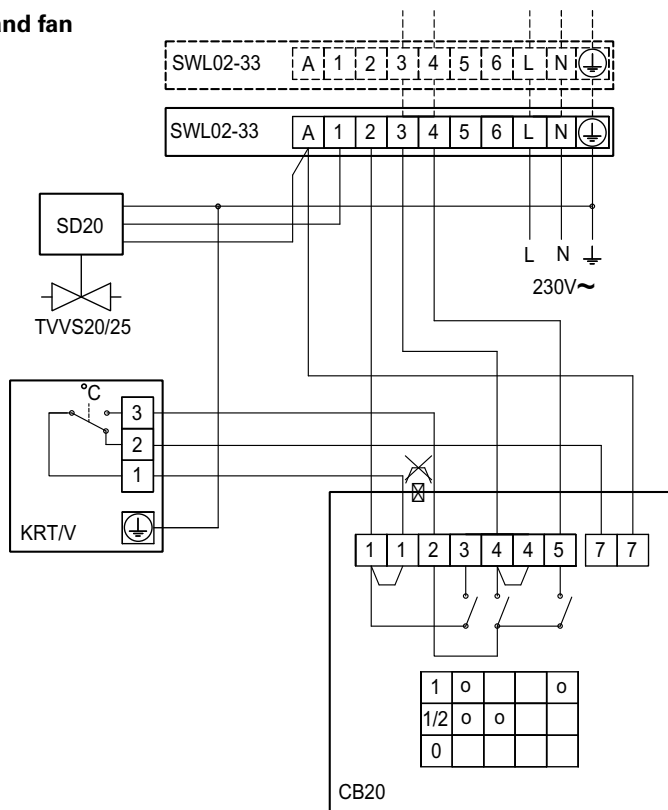 and fan
SWL02-33 A 1 2 3 4 5 6 L N
SWL02-33 A 1 2 3 4 5 6 L N
SD20
L N
230V~
TVVS20/25
°C
3
2
1
KRT/V
1 1 2 3 4 4 5 7 7
1 o o
1/2 o o
0
CB20